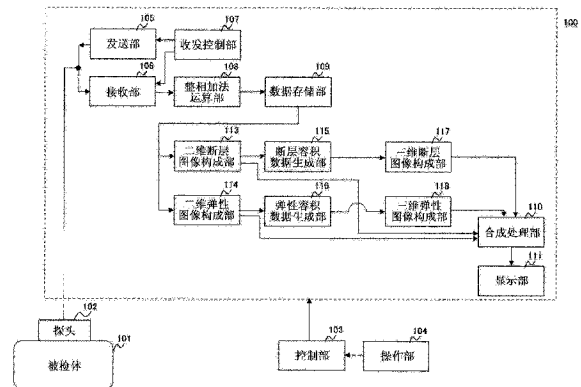 100
105
发送部
107
收发控制部
106
接收部
108
整相加法
运算部
109
数据存储部
113
二维断层
图像构成部
115
断层容积
数据生成部
117
三维断层
图像构成部
114
二维弹性
图像构成部
116
弹性容积
数据生成部
118
三维弹性
图像构成部
110
合成处理部
111
显示部
102
探头
101
被检体
103
控制部
104
操作部